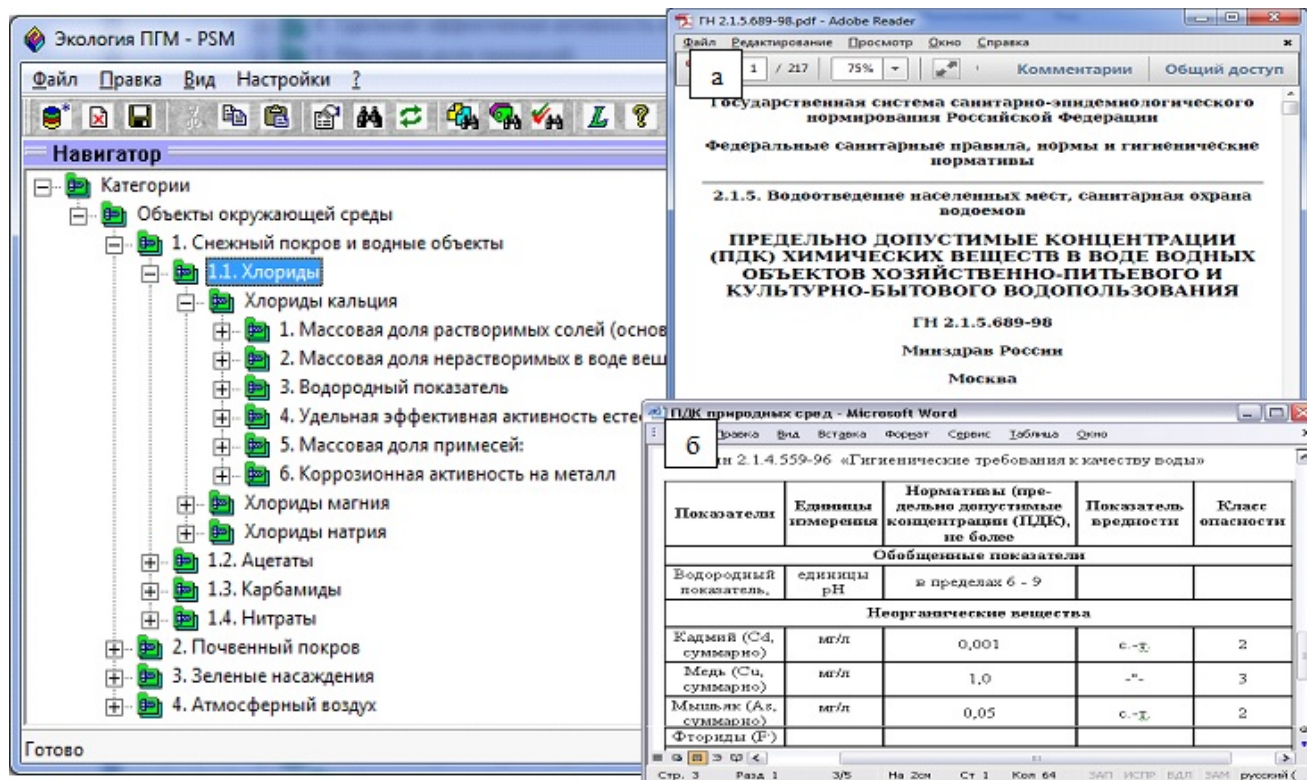 Экология ПГМ - PSM
Файл Правка Вид Настройки ?
L ?
Навигатор
Категории
Объекты окружающей среды
1. Снежный покров и водные объекты
1.1. Хлориды
Хлориды кальция
1. Массовая доля растворимых солей (основ
2. Массовая доля нерастворимых в воде вещ
3. Водородный показатель
4. Удельная эффективная активность естес
5. Массовая доля примесей:
6. Коррозионная активность на металл
Хлориды магния
Хлориды натрия
1.2. Ацетаты
1.3. Карбамиды
1.4. Нитраты
2. Почвенный покров
3. Зеленые насаждения
4. Атмосферный воздух
Готово
ГН 2.1.5.689-98.pdf - Adobe Reader
Файл Редактирование Просмотр Окно Справка
а
1 / 217 75% Комментарии Общий доступ
Государственная система санитарно-эпидемиологического
нормирования Российской Федерации
Федеральные санитарные правила, нормы и гигиенические
нормативы
2.1.5. Водоотведение населенных мест, санитарная охрана
водоемов
ПРЕДЕЛЬНО ДОПУСТИМЫЕ КОНЦЕНТРАЦИИ
(ПДК) ХИМИЧЕСКИХ ВЕЩЕСТВ В ВОДЕ ВОДНЫХ
ОБЪЕКТОВ ХОЗЯЙСТВЕННО-ПИТЬЕВОГО И
КУЛЬТУРНО-БЫТОВОГО ВОДОПОЛЬЗОВАНИЯ
ГН 2.1.5.689-98
Минздрав России
Москва
ПДК природных сред - Microsoft Word
Правка Вид Вставка Формат Сервис Таблица Окно
б
2.1.4.559-96 «Гигиенические требования к качеству воды»
Показатели Единицы измерения Нормативы (пре-дельно допустимые концентрации (ПДК), не более Показатель вредности Класс опасности
Обобщенные показатели
Водородный показатель, единицы pH в пределах 6 - 9
Неорганические вещества
Кадмий (Cd, суммарно) мг/л 0,001 с.-т. 2
Медь (Cu, суммарно) мг/л 1,0 -"- 3
Мышьяк (As, суммарно) мг/л 0,05 с.-т. 2
Фториды (F-)
Стр. 3 Разд 1 3/5 На 2см Ст 1 Кол 64 ЗАП ИСПР ВДЛ ЗАМ русский (